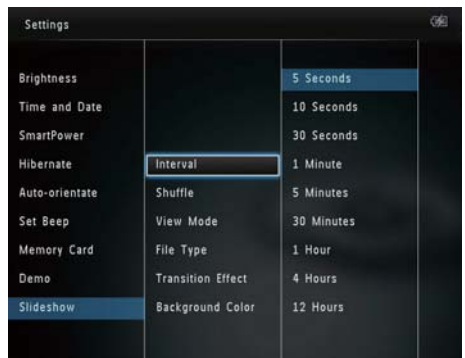 Settings
Brightness
Time and Date
SmartPower
Hibernate
Auto-orientate
Set Beep
Memory Card
Demo
Slideshow
Interval
Shuffle
View Mode
File Type
Transition Effect
Background Color
5 Seconds
10 Seconds
30 Seconds
1 Minute
5 Minutes
30 Minutes
1 Hour
4 Hours
12 Hours